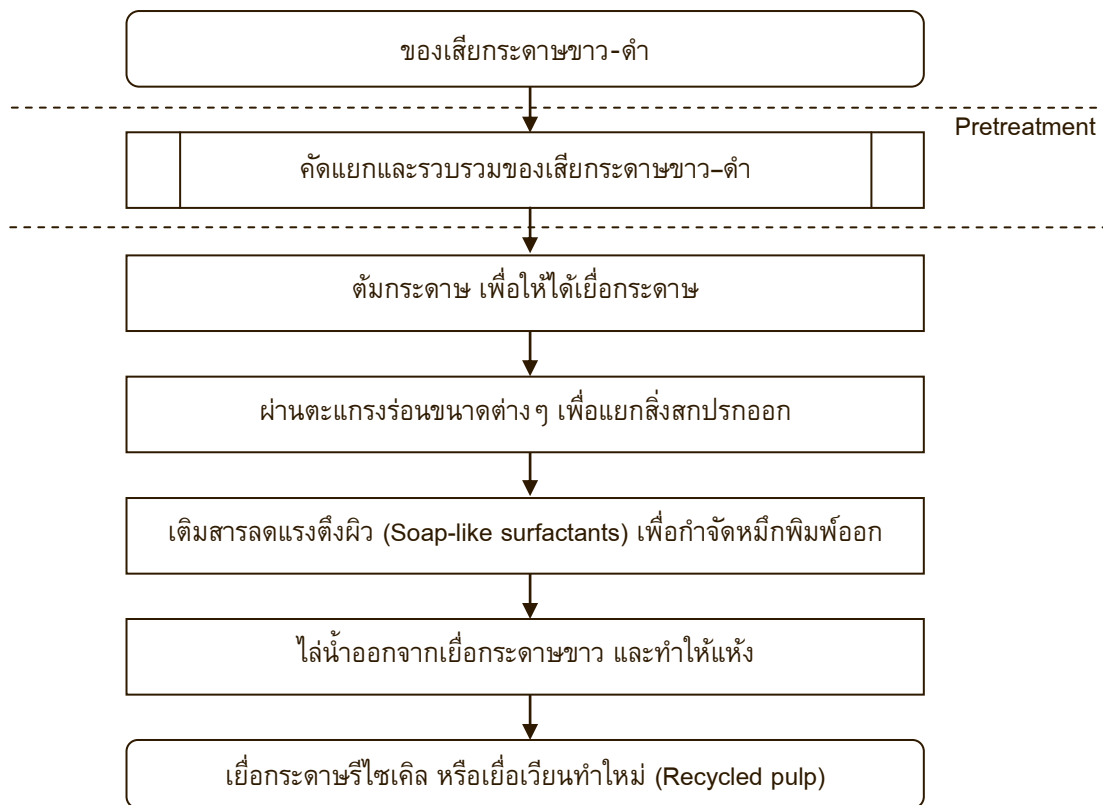 ของเสียกระดาษขาว-ดำ
Pretreatment
คัดแยกและรวบรวมของเสียกระดาษขาว–ดำ
ต้มกระดาษ เพื่อให้ได้เยื่อกระดาษ
ผ่านตะแกรงร่อนขนาดต่างๆ เพื่อแยกสิ่งสกปรกออก
เติมสารลดแรงตึงผิว (Soap-like surfactants) เพื่อกำจัดหมึกพิมพ์ออก
ไล่น้ำออกจากเยื่อกระดาษขาว และทำให้แห้ง
เยื่อกระดาษรีไซเคิล หรือเยื่อเวียนทำใหม่ (Recycled pulp)